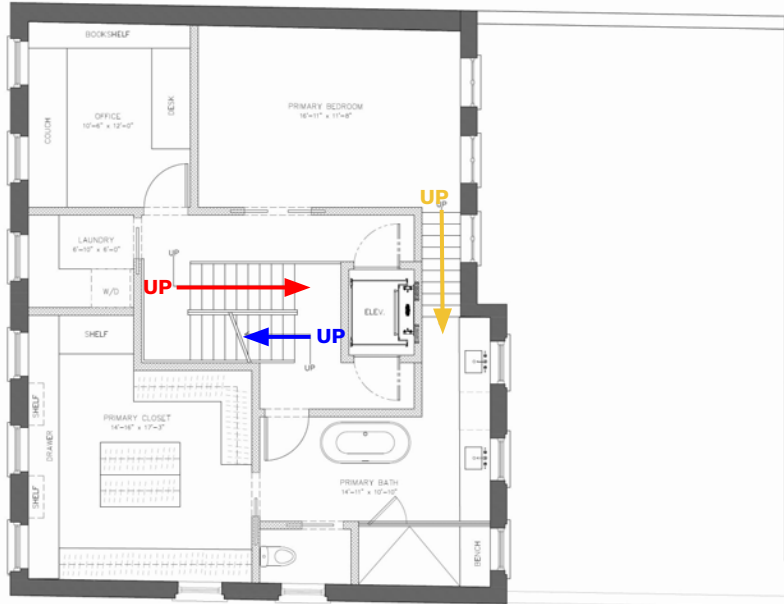 BOOKSHELF
OFFICE
10'-6" x 12'-0"
COUCH
DESK
PRIMARY BEDROOM
16'-11" x 11'-8"
UP
UP
LAUNDRY
6'-10" x 6'-0"
W/D
UP
UP
UP
UP
ELEV.
SHELF
SHELF
DRAWER
SHELF
PRIMARY CLOSET
14'-16" x 17'-3"
PRIMARY BATH
14'-11" x 10'-10"
BENCH